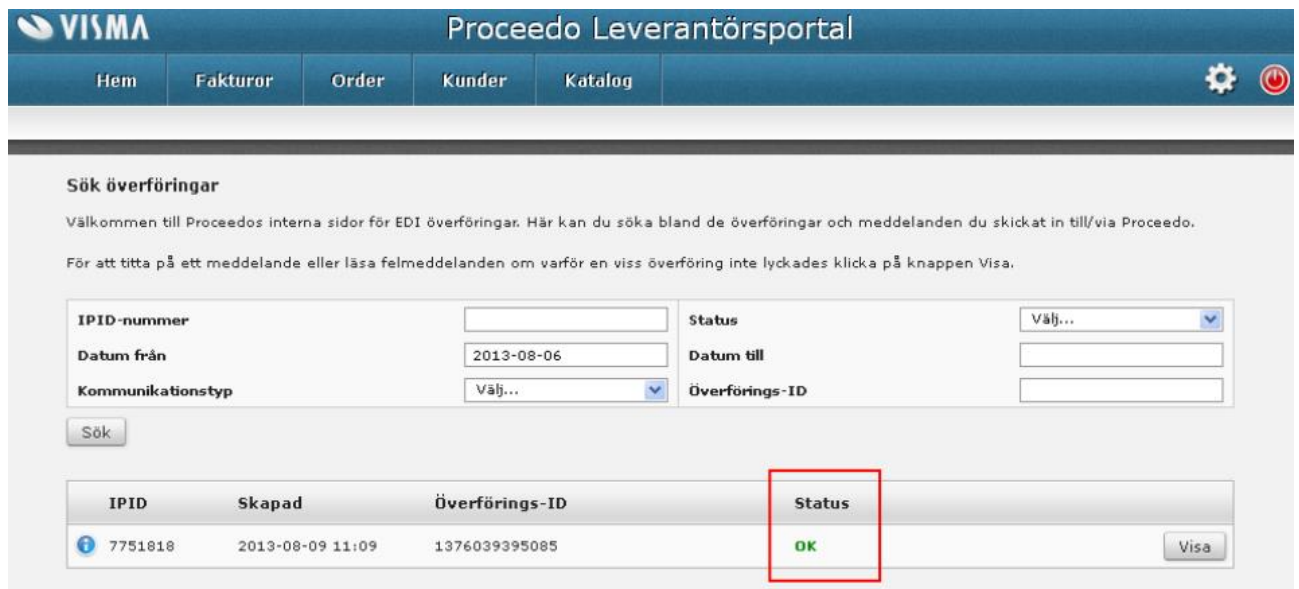 VISMA Proceedo Leverantörsportal
Hem Fakturor Order Kunder Katalog
Sök överföringar
Välkommen till Proceedos interna sidor för EDI överföringar. Här kan du söka bland de överföringar och meddelanden du skickat in till/via Proceedo.
För att titta på ett meddelande eller läsa felmeddelanden om varför en viss överföring inte lyckades klicka på knappen Visa.
IPID-nummer Status Välj...
Datum från 2013-08-06 Datum till
Kommunikationstyp Välj... Överförings-ID
Sök
IPID Skapad Överförings-ID Status
7751818 2013-08-09 11:09 1376039395085 OK Visa